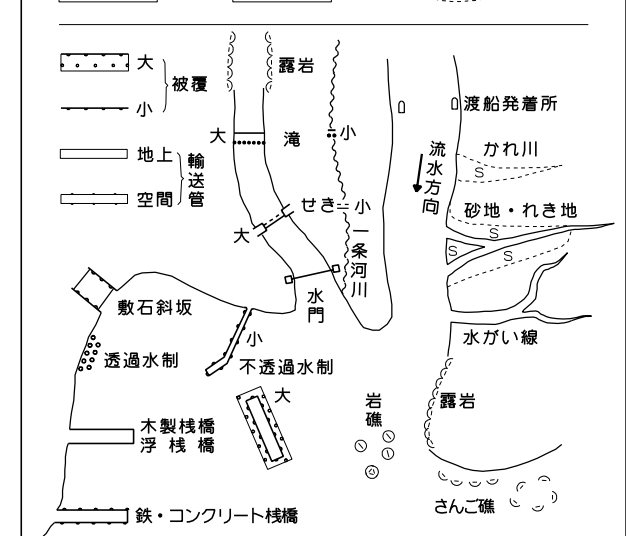 大
小
被覆
地上
空間
輸送管
露岩
大 滝 小
せき 小
大
一条河川
水門
渡船発着所
流水方向
かれ川
S
砂地・れき地
S
S
S
水がい線
敷石斜坂
透過水制
小
不透過水制
大
木製桟橋
浮桟橋
鉄・コンクリート桟橋
岩礁
露岩
さんご礁